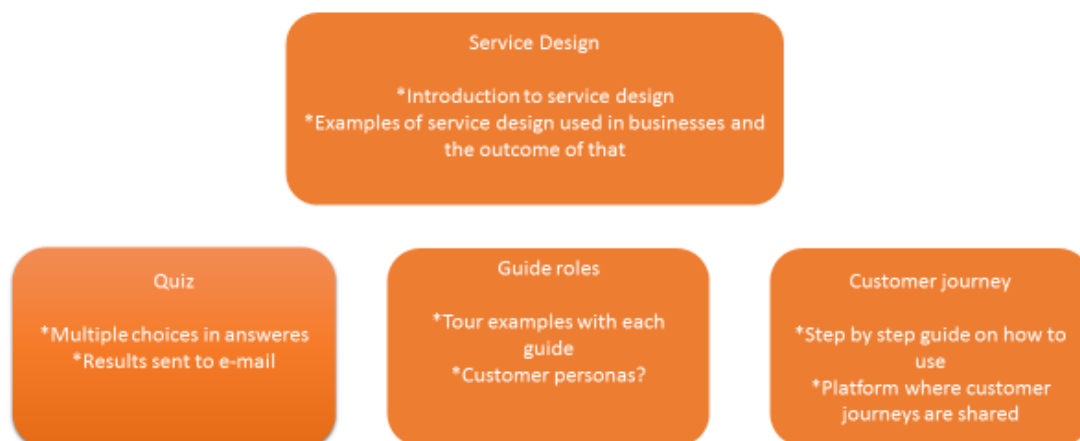 Service Design
*Introduction to service design
*Examples of service design used in businesses and
the outcome of that
Quiz
*Multiple choices in answeres
*Results sent to e-mail
Guide roles
*Tour examples with each
guide
*Customer personas?
Customer journey
*Step by step guide on how to
use
*Platform where customer
journeys are shared